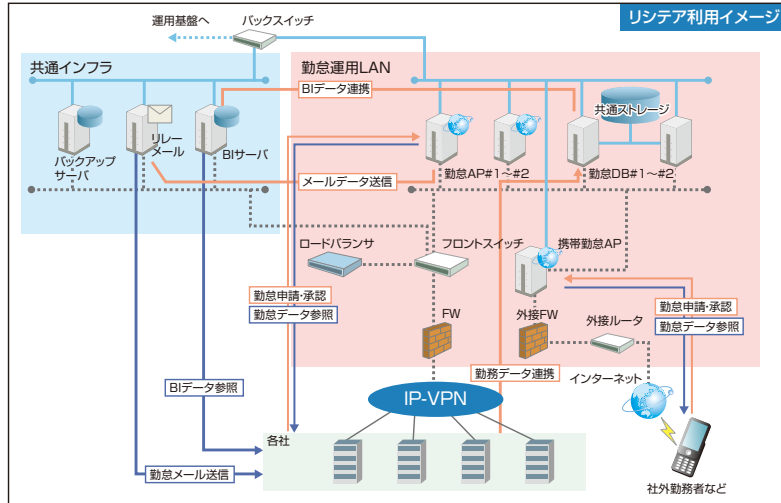 リシテア利用イメージ
運用基盤へ
バックスイッチ
共通インフラ
勤怠運用LAN
BIデータ連携
共通ストレージ
バックアップ
サーバ
リレー
メール
BIサーバ
メールデータ送信
勤怠AP#1~#2
勤怠DB#1~#2
ロードバランサ
フロントスイッチ
携帯勤怠AP
勤怠申請・承認
勤怠データ参照
FW
外接FW
外接ルータ
勤怠申請・承認
勤怠データ参照
勤務データ連携
インターネット
BIデータ参照
IP-VPN
各社
勤怠メール送信
社外勤務者など